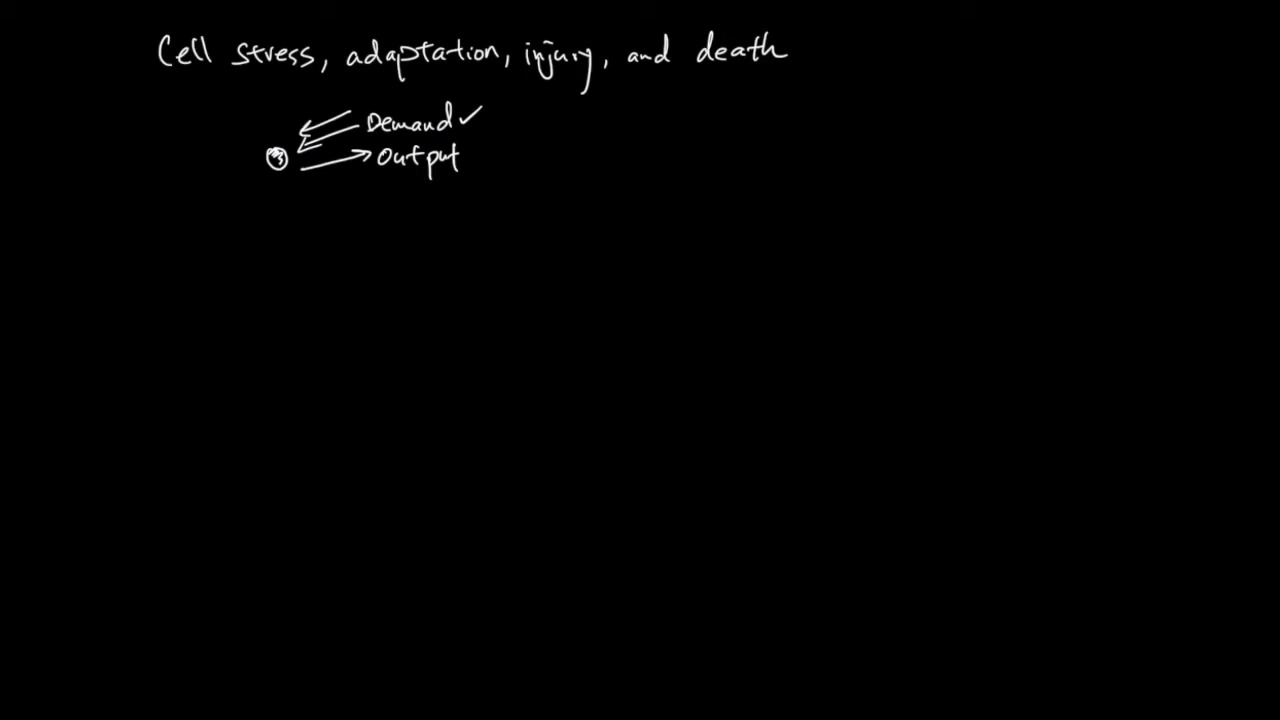 Cell stress, adaptation, injury, and death
Demand ✓
Output